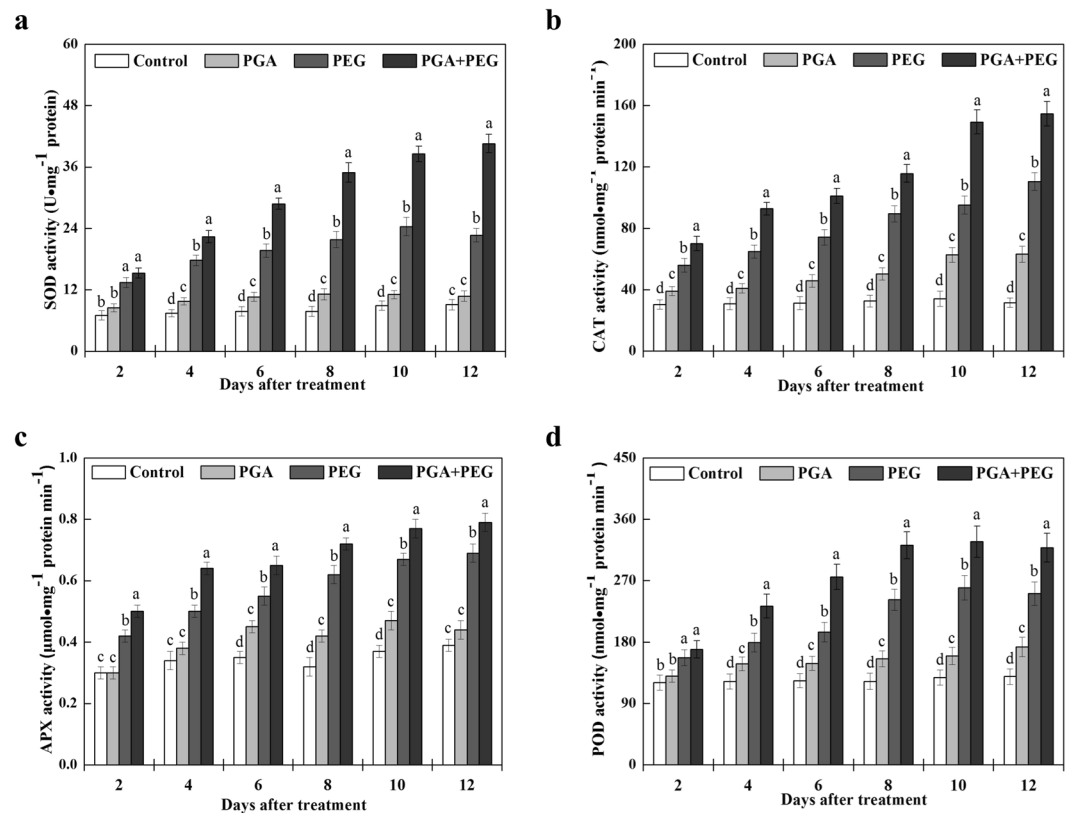 a
60
48
36
24
12
0
SOD activity (U•mg⁻¹ protein)
Control PGA PEG PGA+PEG
b b a a
d c b a
d c b a
d c b a
d c b a
c c b a
2 4 6 8 10 12
Days after treatment
b
200
160
120
80
40
0
CAT activity (nmol•mg⁻¹ protein min⁻¹)
Control PGA PEG PGA+PEG
d c b a
d c b a
d c b a
d c b a
d c b a
d c b a
2 4 6 8 10 12
Days after treatment
c
1.0
0.8
0.6
0.4
0.2
0.0
APX activity (μmol•mg⁻¹ protein min⁻¹)
Control PGA PEG PGA+PEG
c c b a
c c b a
d c b a
d c b a
d c b a
c c b a
2 4 6 8 10 12
Days after treatment
d
450
360
270
180
90
0
POD activity (nmol•mg⁻¹ protein min⁻¹)
Control PGA PEG PGA+PEG
b b a a
d c b a
d c b a
d c b a
d c b a
d c b a
2 4 6 8 10 12
Days after treatment